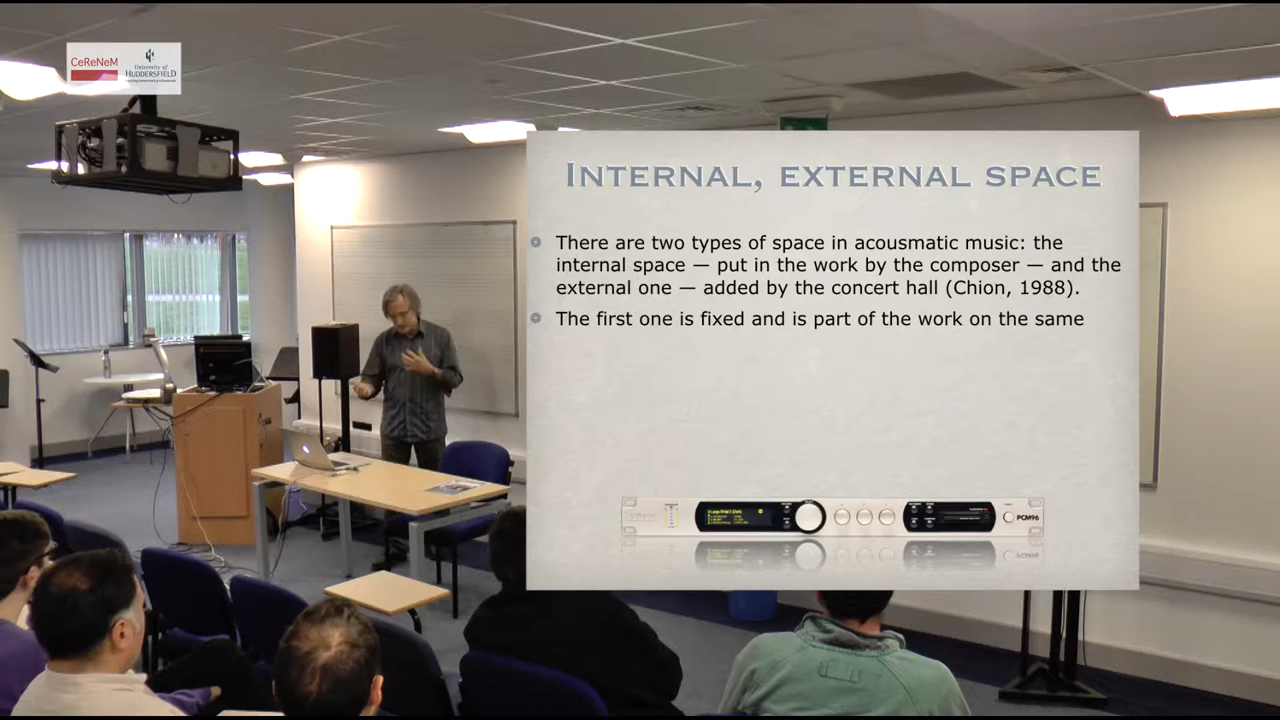 CeReNeM
University of
HUDDERSFIELD
INTERNAL, EXTERNAL SPACE
There are two types of space in acousmatic music: the
internal space — put in the work by the composer — and the
external one — added by the concert hall (Chion, 1988).
The first one is fixed and is part of the work on the same
PCM96